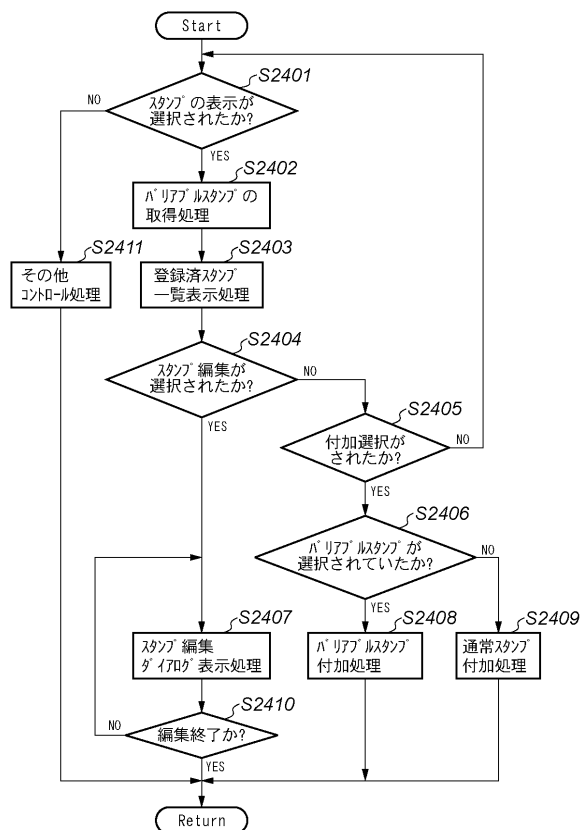 Start
S2401
スタンプの表示が
選択されたか?
NO
YES
S2402
バリアブルスタンプの
取得処理
S2411
その他
コントロール処理
S2403
登録済スタンプ
一覧表示処理
S2404
スタンプ編集が
選択されたか?
NO
YES
S2405
付加選択が
されたか?
NO
YES
S2406
バリアブルスタンプが
選択されていたか?
NO
YES
S2407
スタンプ編集
ダイアログ表示処理
S2408
バリアブルスタンプ
付加処理
S2409
通常スタンプ
付加処理
S2410
編集終了か?
NO
YES
Return